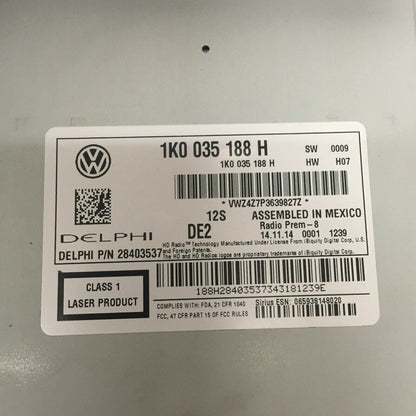 1K0 035 188 H
SW 0009
1K0 035 188 H
HW H07
* VWZ4Z7P3639827Z *
12S ASSEMBLED IN MEXICO
DE2 Radio Prem-8
14.11.14 0001 1239
DELPHI
HD Radio™ Technology Manufactured Under License From iBiquity Digital Corp. U.S.
and Foreign Patents.
The HD and HD Radios logos are proprietary trademarks of iBiquity Digital Corp.
DELPHI P/N 28403537
CLASS 1
LASER PRODUCT
188H28403537343181239E
COMPLIES WITH: FDA, 21 CFR 1040
FCC, 47 CFR PART 15 OF FCC RULES
Sirius ESN: 065938148020